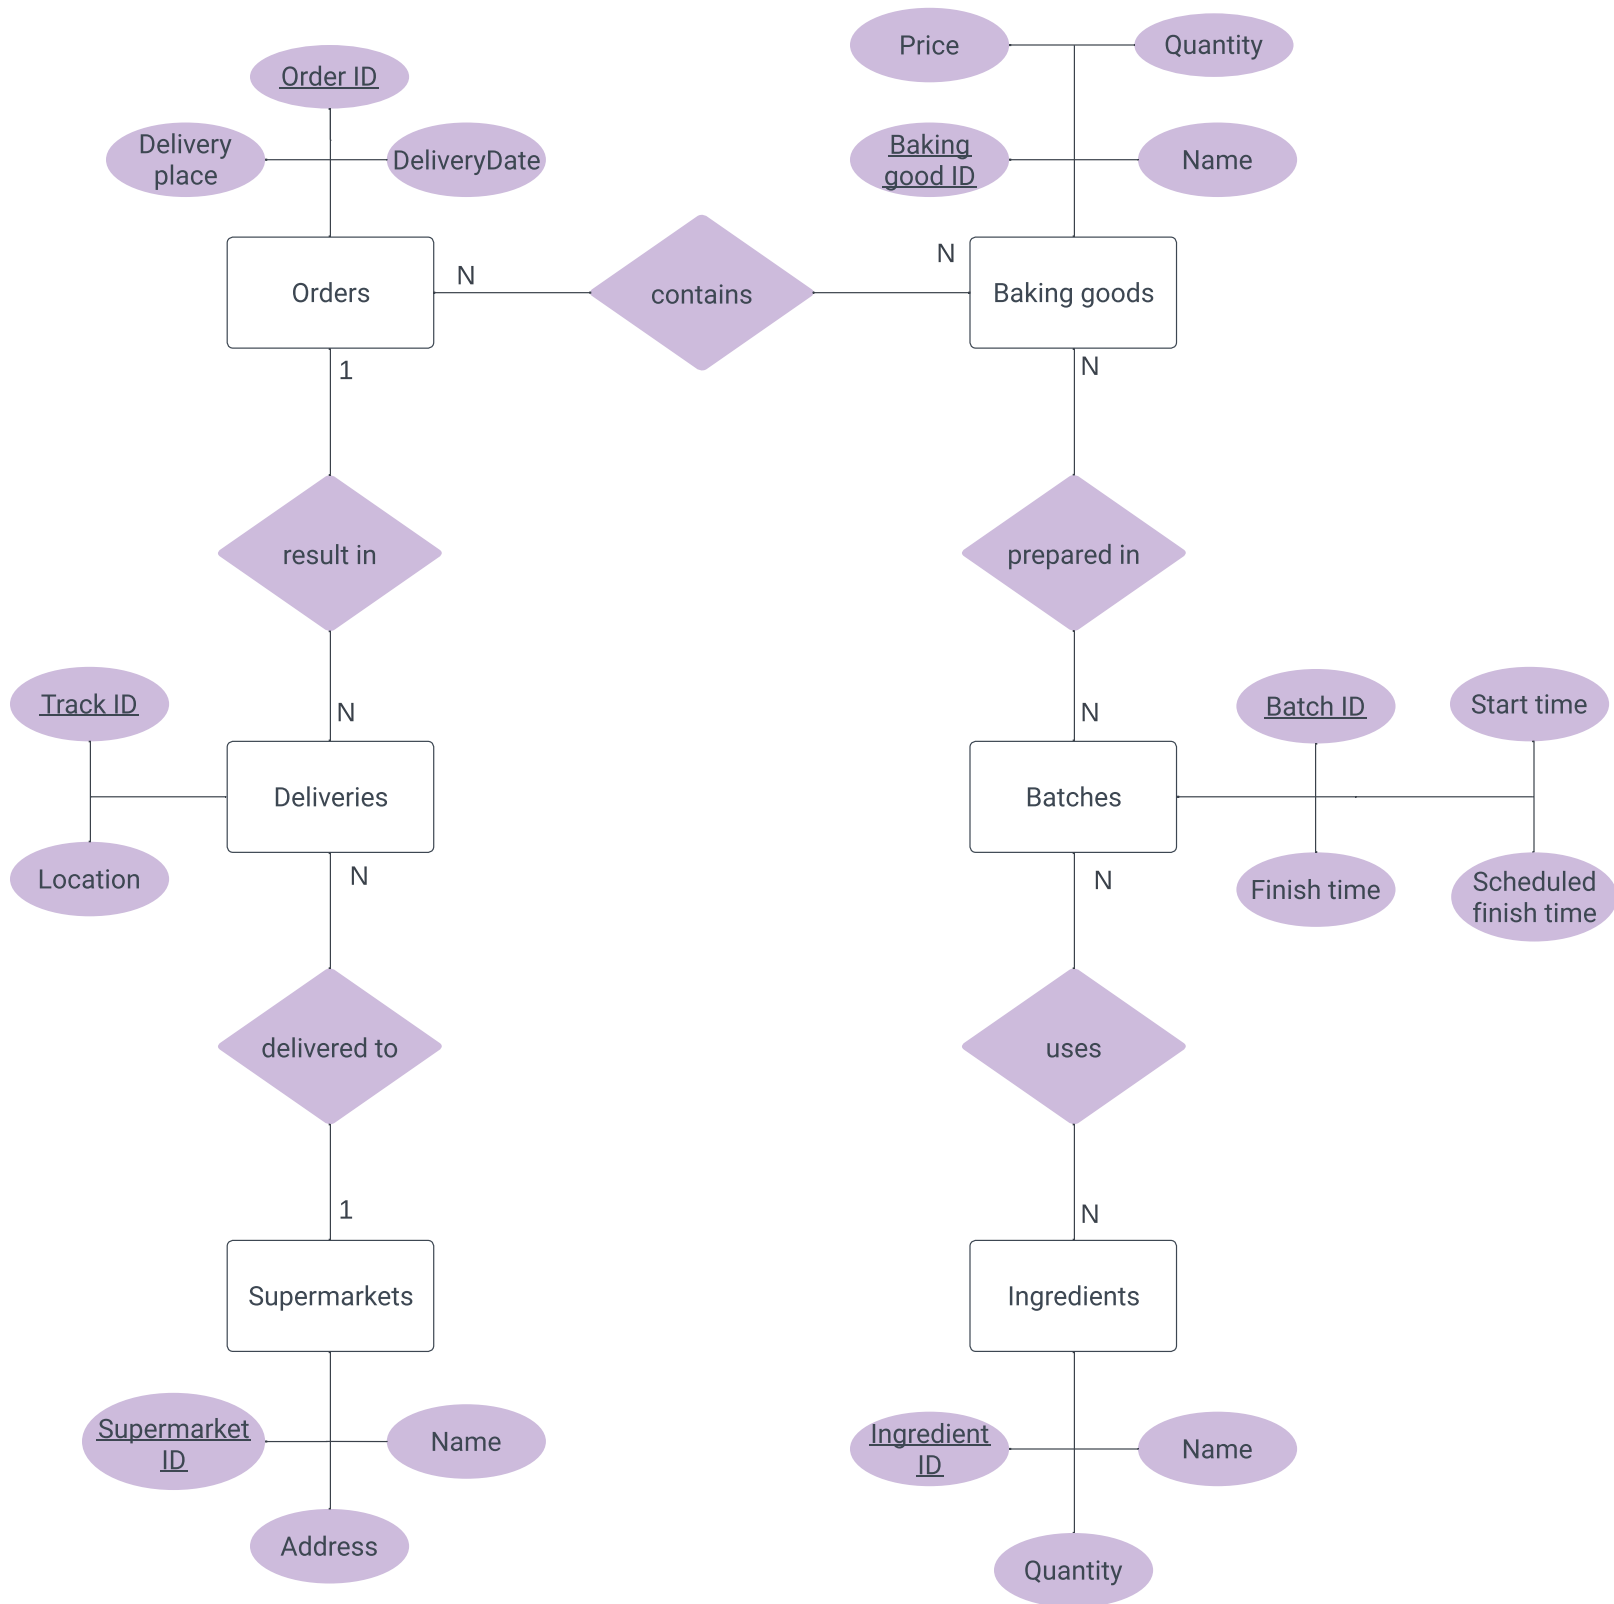 Price
Quantity
Order ID
Delivery
place
DeliveryDate
Baking
good ID
Name
Orders
N
contains
N
Baking goods
1
N
result in
prepared in
N
N
Track ID
Location
Deliveries
Batches
Batch ID
Start time
Finish time
Scheduled
finish time
N
N
delivered to
uses
1
N
Supermarkets
Ingredients
Supermarket
ID
Name
Address
Ingredient
ID
Name
Quantity